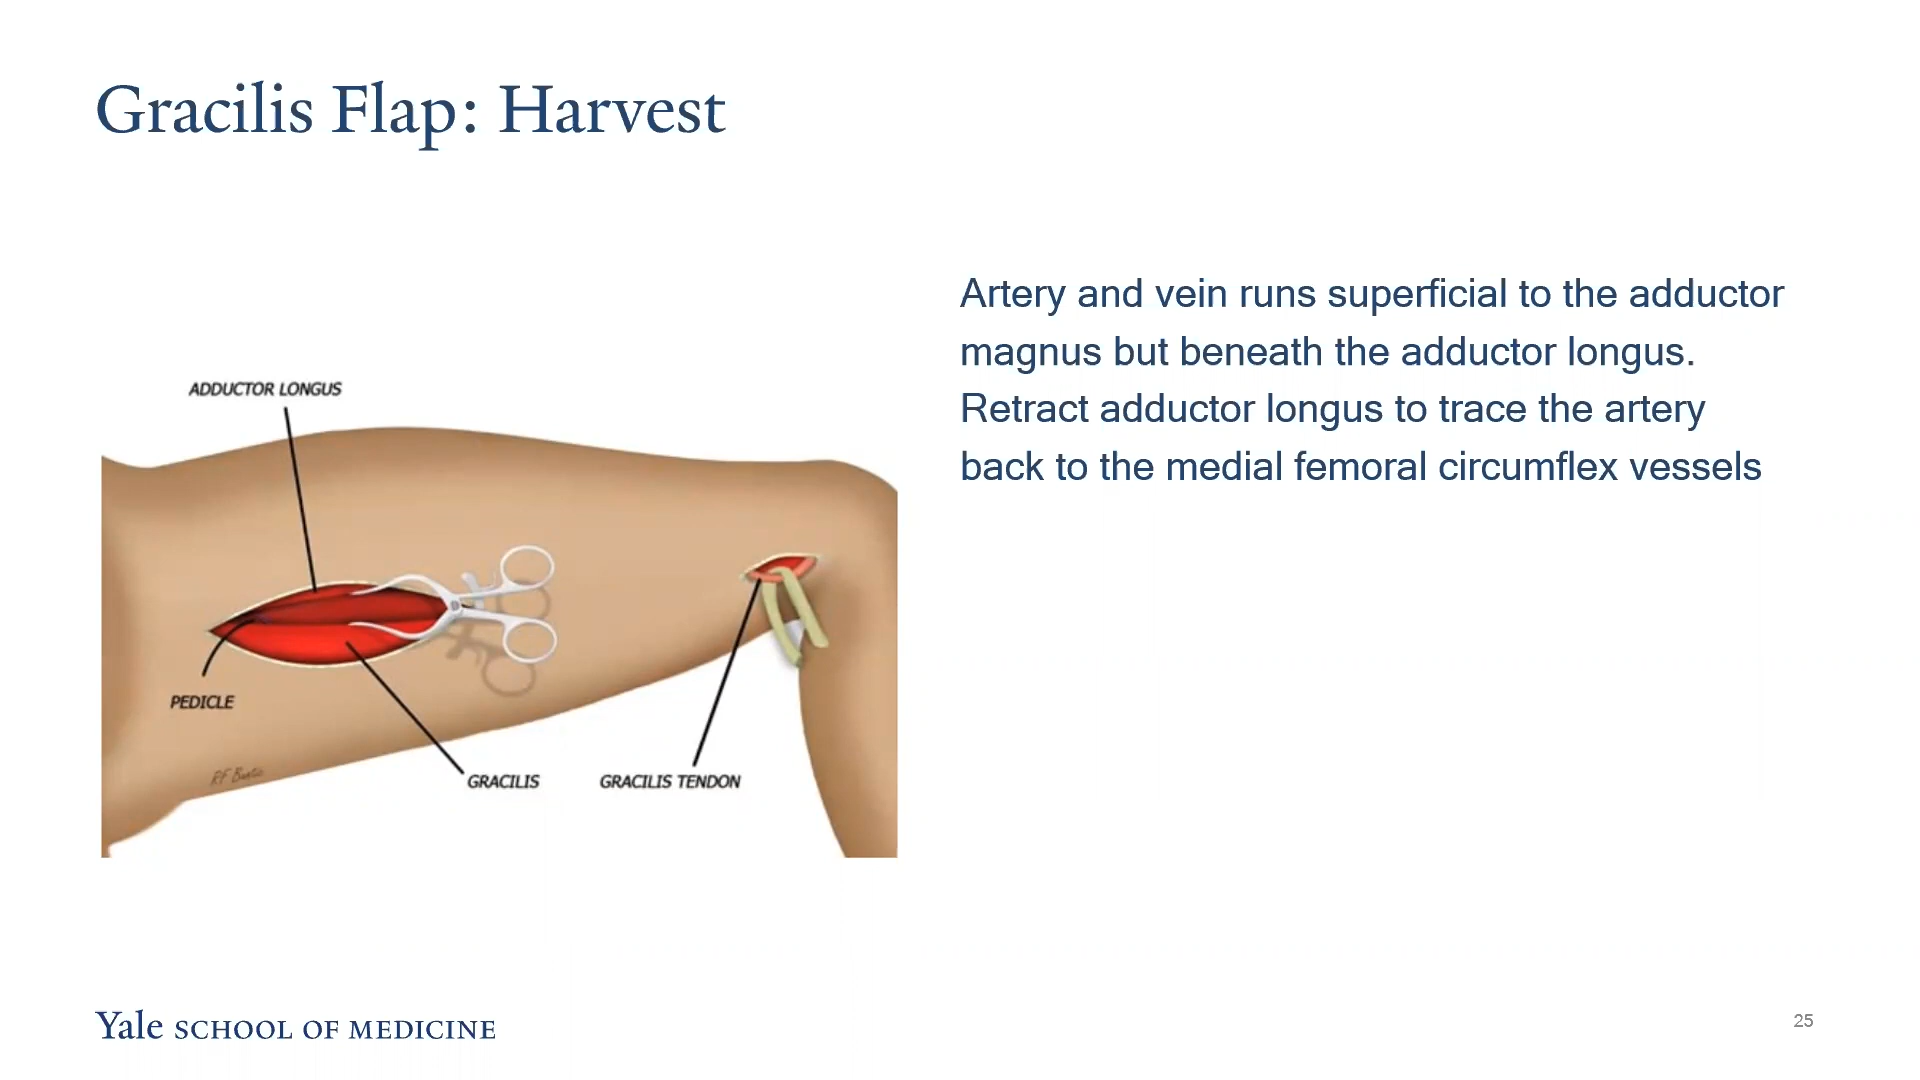 Gracilis Flap: Harvest
Artery and vein runs superficial to the adductor
magnus but beneath the adductor longus.
Retract adductor longus to trace the artery
back to the medial femoral circumflex vessels
ADDUCTOR LONGUS
PEDICLE
GRACILIS
GRACILIS TENDON
Yale SCHOOL OF MEDICINE
25